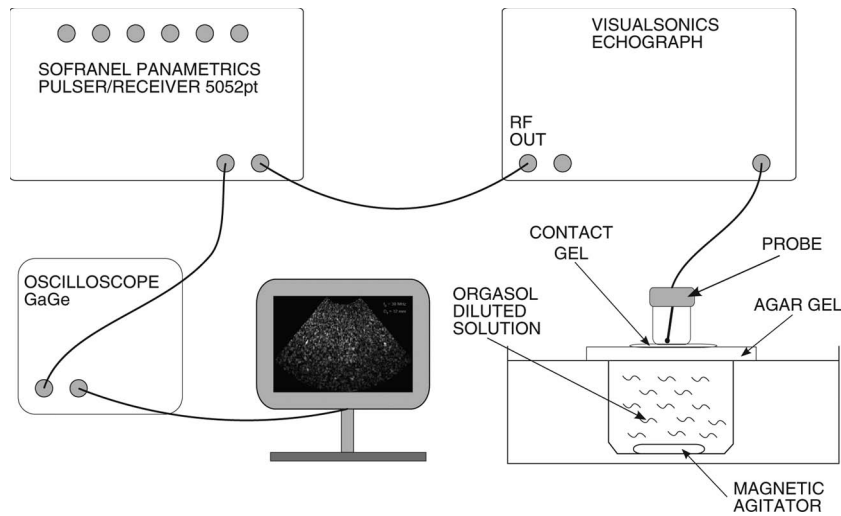 SOFRANEL PANAMETRICS
PULSER/RECEIVER 5052pt
VISUALSONICS
ECHOGRAPH
RF
OUT
OSCILLOSCOPE
GaGe
CONTACT
GEL
PROBE
ORGASOL
DILUTED
SOLUTION
AGAR GEL
MAGNETIC
AGITATOR